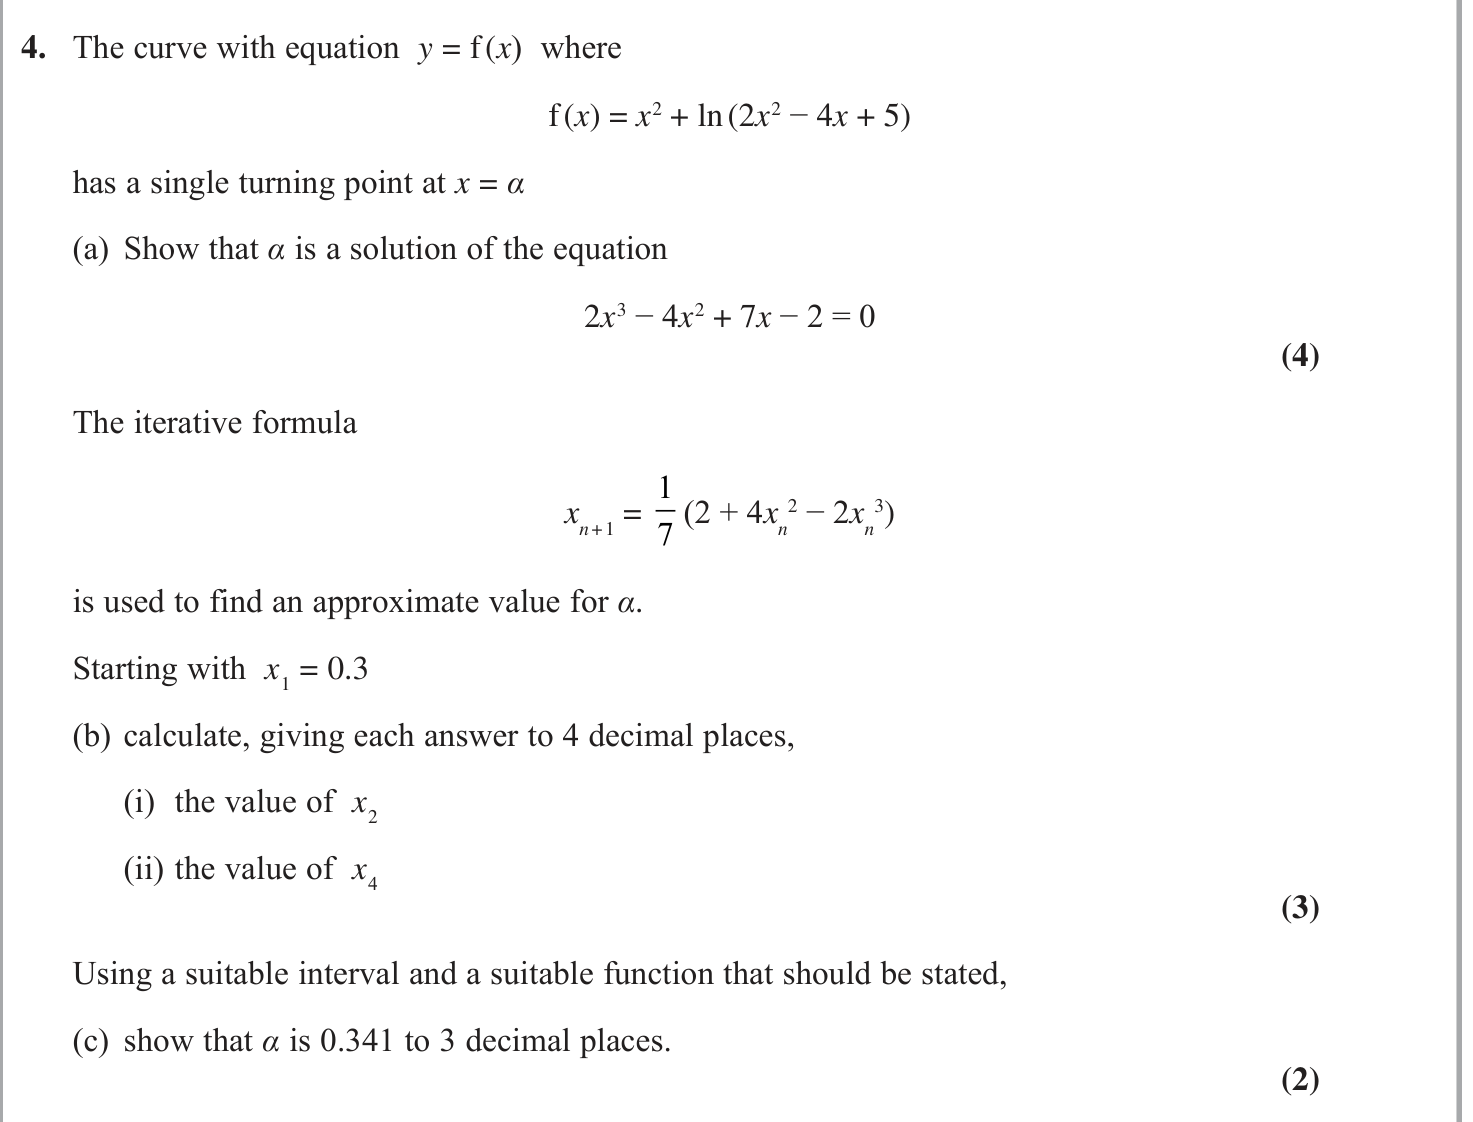 4. The curve with equation y = f(x) where
f(x) = x² + ln(2x² − 4x + 5)
has a single turning point at x = α
(a) Show that α is a solution of the equation
2x³ − 4x² + 7x − 2 = 0
(4)
The iterative formula
xₙ₊₁ = 1/7 (2 + 4xₙ² − 2xₙ³)
is used to find an approximate value for α.
Starting with x₁ = 0.3
(b) calculate, giving each answer to 4 decimal places,
(i) the value of x₂
(ii) the value of x₄
(3)
Using a suitable interval and a suitable function that should be stated,
(c) show that α is 0.341 to 3 decimal places.
(2)